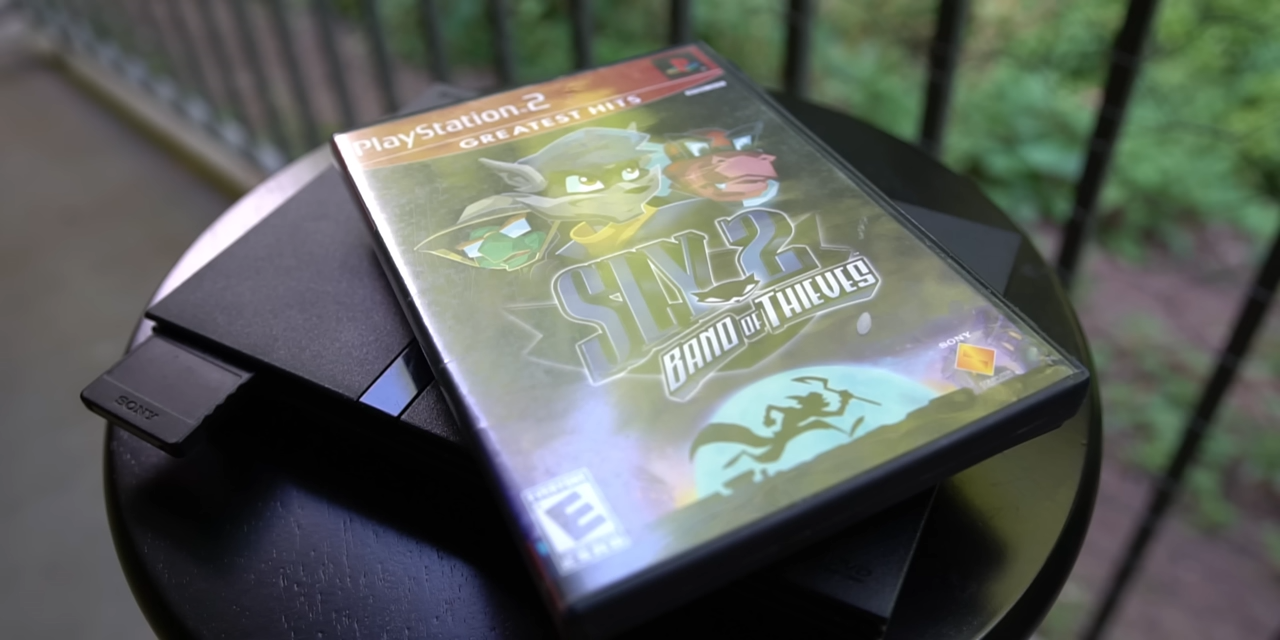 PlayStation.2
GREATEST HITS
SLY 2
BAND OF THIEVES
SONY
E
SONY